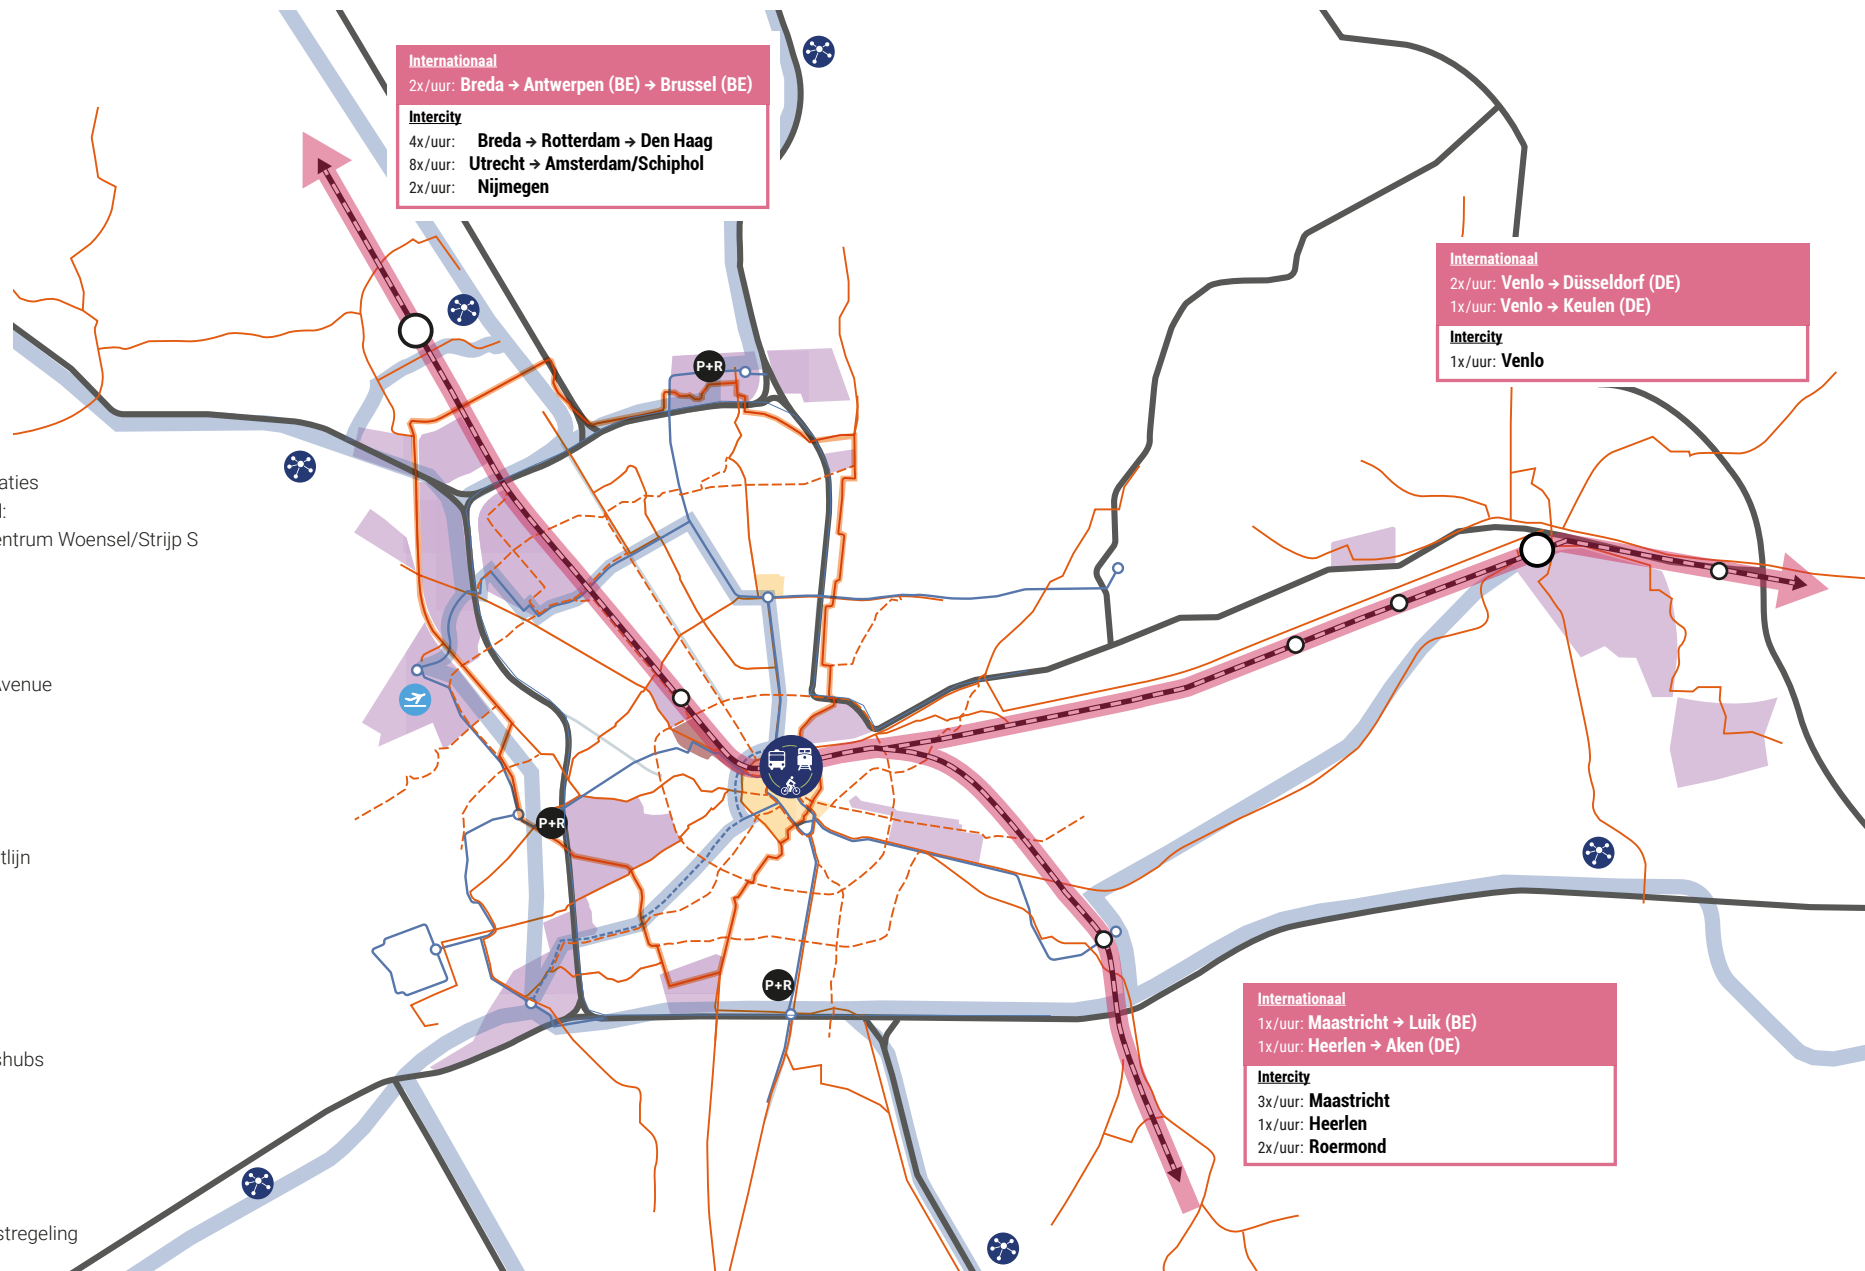 Internationaal
2x/uur: Breda → Antwerpen (BE) → Brussel (BE)
Intercity
4x/uur: Breda → Rotterdam → Den Haag
8x/uur: Utrecht → Amsterdam/Schiphol
2x/uur: Nijmegen
Internationaal
2x/uur: Venlo → Düsseldorf (DE)
1x/uur: Venlo → Keulen (DE)
Intercity
1x/uur: Venlo
P+R
aties
l:
entrum Woensel/Strijp S
Avenue
P+R
tlijn
P+R
Internationaal
1x/uur: Maastricht → Luik (BE)
1x/uur: Heerlen → Aken (DE)
Intercity
3x/uur: Maastricht
1x/uur: Heerlen
2x/uur: Roermond
shubs
stregeling